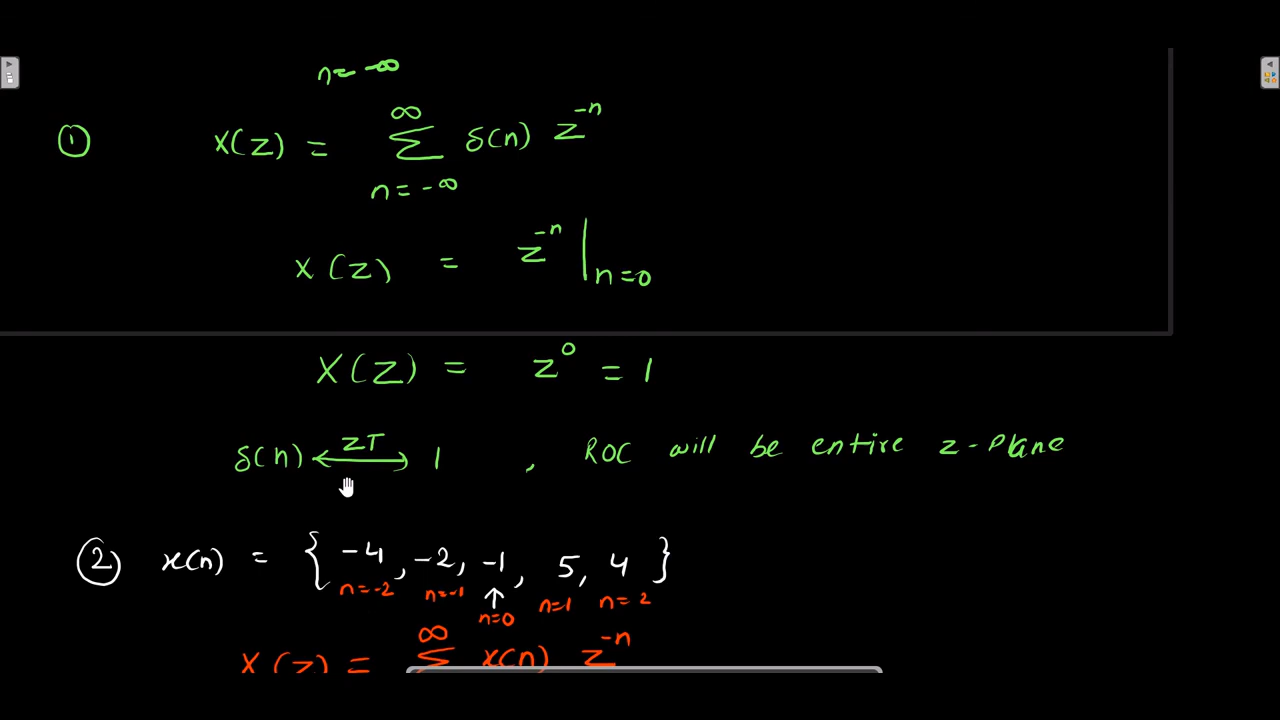 n=-∞
① X(Z) = ∞ Σ n=-∞ δ(n) Z^-n
X(Z) = Z^-n | n=0
X(Z) = Z^0 = 1
δ(n) ←ZT→ 1 , ROC will be entire Z-Plane
② x(n) = { -4, -2, -1, 5, 4 }
n=-2 n=-1 ↑ n=0 n=1 n=2
X(Z) = ∞ Σ x(n) Z^-n